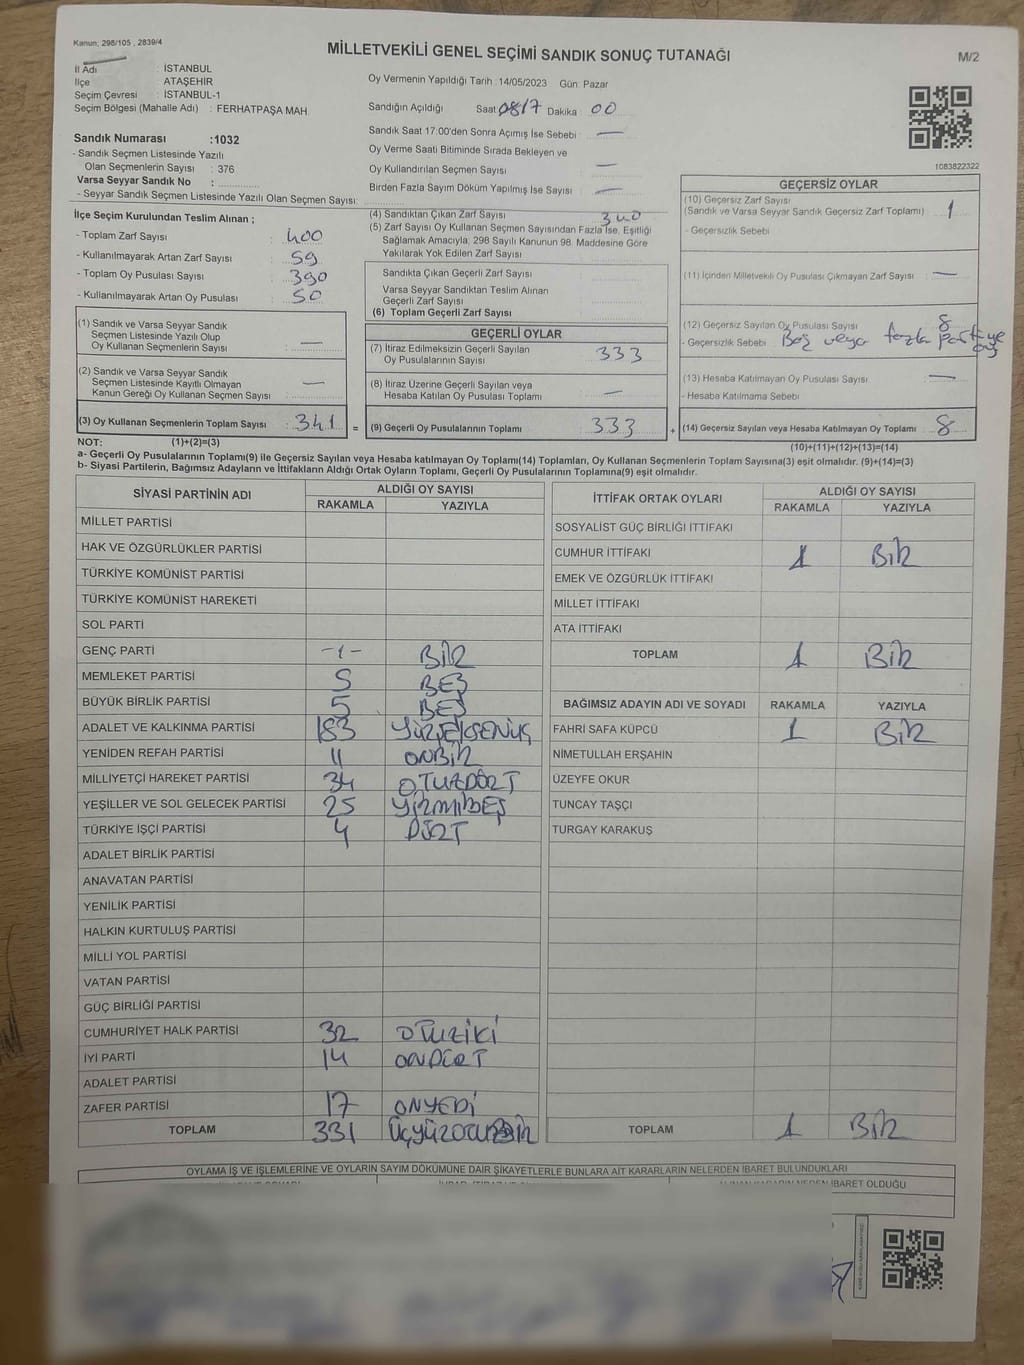 Kanun; 298/105 , 2839/4
MİLLETVEKİLİ GENEL SEÇİMİ SANDIK SONUÇ TUTANAĞI
M/2
İl Adı : İSTANBUL
İlçe : ATAŞEHİR
Seçim Çevresi : İSTANBUL-1
Seçim Bölgesi (Mahalle Adı) : FERHATPAŞA MAH.
Oy Vermenin Yapıldığı Tarih :14/05/2023 Gün: Pazar
Sandığın Açıldığı Saat 08/17 Dakika 00
Sandık Saat 17:00'den Sonra Açımış İse Sebebi : —
Oy Verme Saati Bitiminde Sırada Bekleyen ve
Oy Kullandırılan Seçmen Sayısı : —
Birden Fazla Sayım Döküm Yapılmış İse Sayısı : —
1083822322
Sandık Numarası :1032
- Sandık Seçmen Listesinde Yazılı
Olan Seçmenlerin Sayısı : 376
Varsa Seyyar Sandık No :
- Seyyar Sandık Seçmen Listesinde Yazılı Olan Seçmen Sayısı:
İlçe Seçim Kurulundan Teslim Alınan ;
- Toplam Zarf Sayısı : 400
- Kullanılmayarak Artan Zarf Sayısı : 59
- Toplam Oy Pusulası Sayısı : 390
- Kullanılmayarak Artan Oy Pusulası : 50
(4) Sandıktan Çıkan Zarf Sayısı : 340
(5) Zarf Sayısı Oy Kullanan Seçmen Sayısından Fazla İse, Eşitliği
Sağlamak Amacıyla; 298 Sayılı Kanunun 98. Maddesine Göre
Yakılarak Yok Edilen Zarf Sayısı :
Sandıkta Çıkan Geçerli Zarf Sayısı :
Varsa Seyyar Sandıktan Teslim Alınan
Geçerli Zarf Sayısı :
(6) Toplam Geçerli Zarf Sayısı :
GEÇERSİZ OYLAR
(10) Geçersiz Zarf Sayısı
(Sandık ve Varsa Seyyar Sandık Geçersiz Zarf Toplamı) : 1
- Geçersizlik Sebebi
(11) İçinden Milletvekili Oy Pusulası Çıkmayan Zarf Sayısı : —
(12) Geçersiz Sayılan Oy Pusulası Sayısı : 8
- Geçersizlik Sebebi Boş veya fazla partiye oy
(13) Hesaba Katılmayan Oy Pusulası Sayısı : —
- Hesaba Katılmama Sebebi
(14) Geçersiz Sayılan veya Hesaba Katılmayan Oy Toplamı : 8
(1) Sandık ve Varsa Seyyar Sandık
Seçmen Listesinde Yazılı Olup
Oy Kullanan Seçmenlerin Sayısı : —
(2) Sandık ve Varsa Seyyar Sandık
Seçmen Listesinde Kayıtlı Olmayan
Kanun Gereği Oy Kullanan Seçmen Sayısı : —
(3) Oy Kullanan Seçmenlerin Toplam Sayısı : 341 =
GEÇERLİ OYLAR
(7) İtiraz Edilmeksizin Geçerli Sayılan
Oy Pusulalarının Sayısı : 333
(8) İtiraz Üzerine Geçerli Sayılan veya
Hesaba Katılan Oy Pusulası Toplamı : —
(9) Geçerli Oy Pusulalarının Toplamı : 333 +
NOT: (1)+(2)=(3)
(10)+(11)+(12)+(13)=(14)
a- Geçerli Oy Pusulalarının Toplamı(9) ile Geçersiz Sayılan veya Hesaba katılmayan Oy Toplamı(14) Toplamları, Oy Kullanan Seçmenlerin Toplam Sayısına(3) eşit olmalıdır. (9)+(14)=(3)
b- Siyasi Partilerin, Bağımsız Adayların ve İttifakların Aldığı Ortak Oyların Toplamı, Geçerli Oy Pusulalarının Toplamına(9) eşit olmalıdır.
SİYASİ PARTİNİN ADI ALDIĞI OY SAYISI
RAKAMLA YAZIYLA
MİLLET PARTİSİ
HAK VE ÖZGÜRLÜKLER PARTİSİ
TÜRKİYE KOMÜNİST PARTİSİ
TÜRKİYE KOMÜNİST HAREKETİ
SOL PARTİ
GENÇ PARTİ -1- BİR
MEMLEKET PARTİSİ 5 BEŞ
BÜYÜK BİRLİK PARTİSİ 5 BEŞ
ADALET VE KALKINMA PARTİSİ 183 YÜZSEKSENÜÇ
YENİDEN REFAH PARTİSİ 11 ONBİR
MİLLİYETÇİ HAREKET PARTİSİ 34 OTUZDÖRT
YEŞİLLER VE SOL GELECEK PARTİSİ 25 YİRMİBEŞ
TÜRKİYE İŞÇİ PARTİSİ 4 DÖRT
ADALET BİRLİK PARTİSİ
ANAVATAN PARTİSİ
YENİLİK PARTİSİ
HALKIN KURTULUŞ PARTİSİ
MİLLİ YOL PARTİSİ
VATAN PARTİSİ
GÜÇ BİRLİĞİ PARTİSİ
CUMHURİYET HALK PARTİSİ 32 OTUZİKİ
İYİ PARTİ 14 ONDÖRT
ADALET PARTİSİ
ZAFER PARTİSİ 17 ONYEDİ
TOPLAM 331 ÜÇYÜZOTUZBİR
İTTİFAK ORTAK OYLARI ALDIĞI OY SAYISI
RAKAMLA YAZIYLA
SOSYALİST GÜÇ BİRLİĞİ İTTİFAKI
CUMHUR İTTİFAKI 1 BİR
EMEK VE ÖZGÜRLÜK İTTİFAKI
MİLLET İTTİFAKI
ATA İTTİFAKI
TOPLAM 1 BİR
BAĞIMSIZ ADAYIN ADI VE SOYADI RAKAMLA YAZIYLA
FAHRİ SAFA KÜPCÜ 1 BİR
NİMETULLAH ERŞAHİN
ÜZEYFE OKUR
TUNCAY TAŞÇI
TURGAY KARAKUŞ
TOPLAM 1 BİR
OYLAMA İŞ VE İŞLEMLERİNE VE OYLARIN SAYIM DÖKÜMÜNE DAİR ŞİKAYETLERLE BUNLARA AİT KARARLARIN NELERDEN İBARET BULUNDUKLARI
NEDEN İBARET OLDUĞU